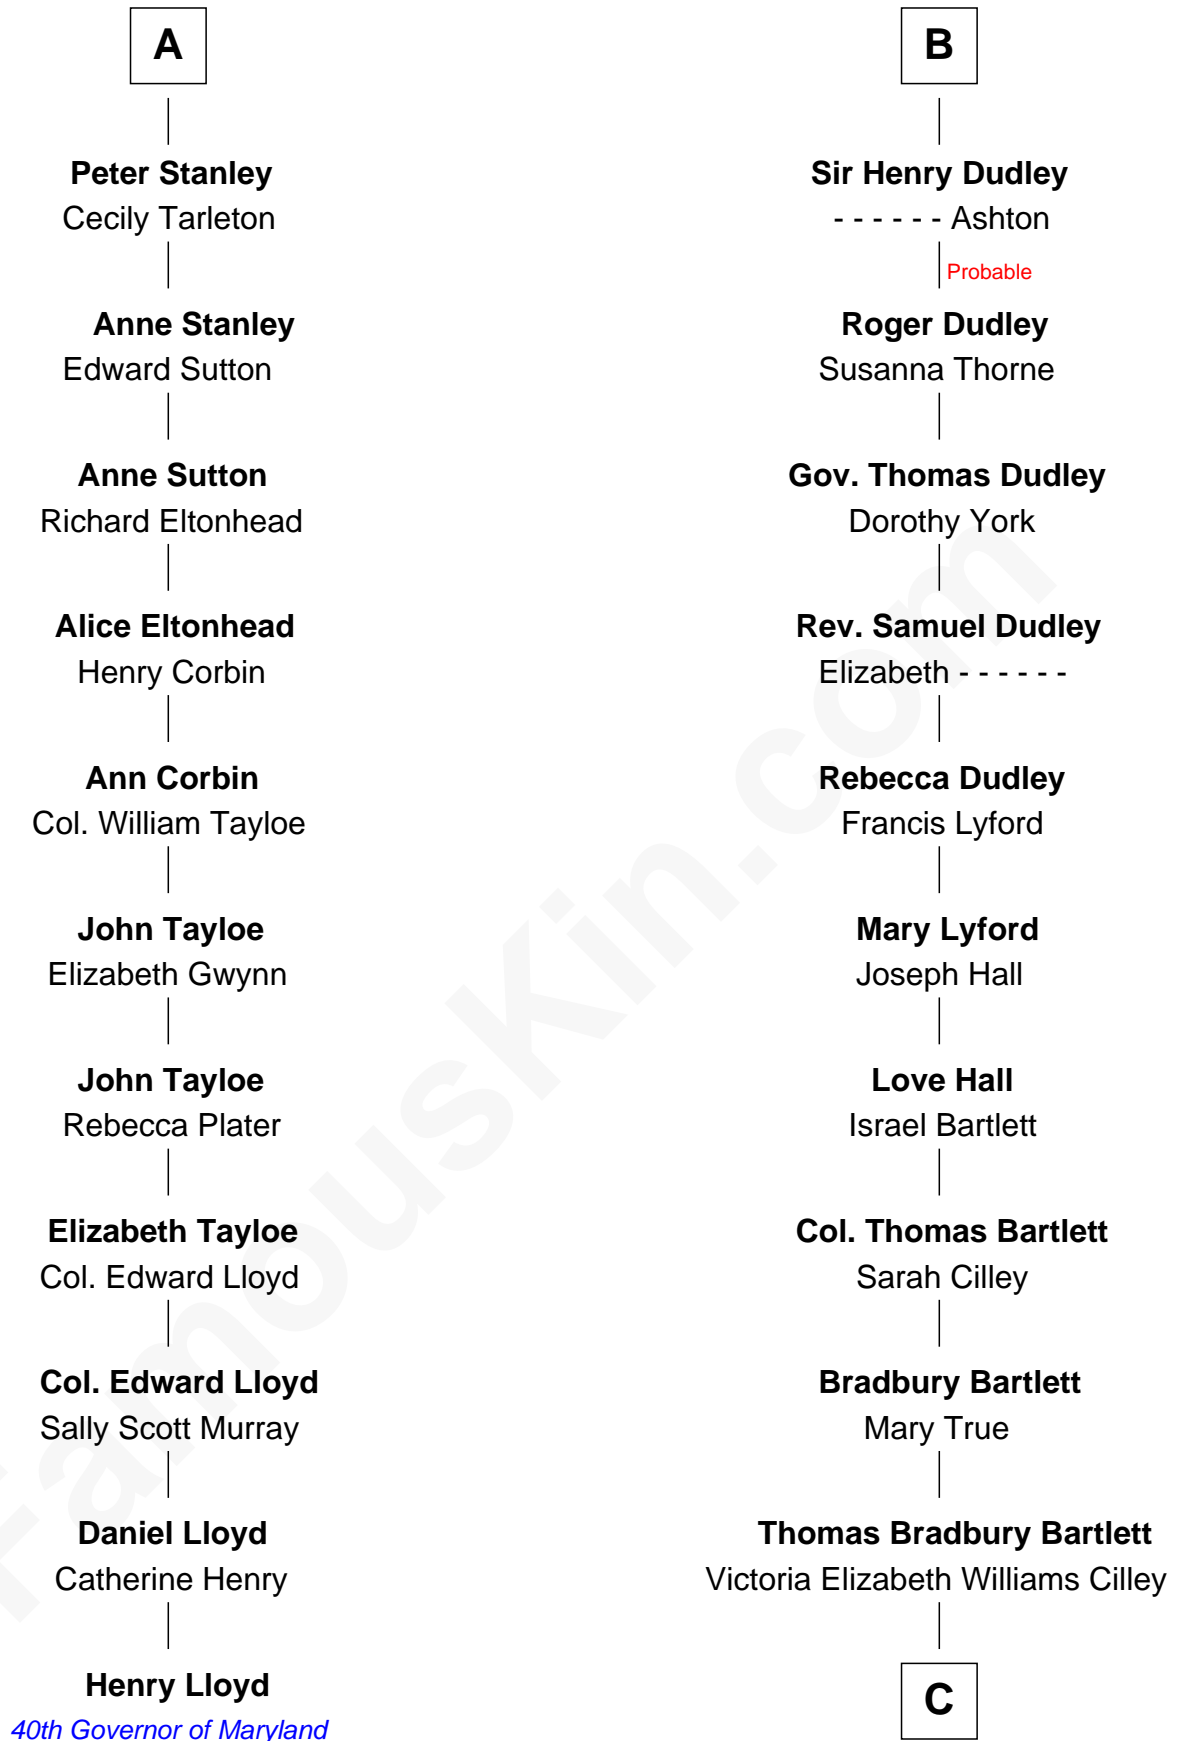 A
Peter Stanley
Cecily Tarleton
Anne Stanley
Edward Sutton
Anne Sutton
Richard Eltonhead
Alice Eltonhead
Henry Corbin
Ann Corbin
Col. William Tayloe
John Tayloe
Elizabeth Gwynn
John Tayloe
Rebecca Plater
Elizabeth Tayloe
Col. Edward Lloyd
Col. Edward Lloyd
Sally Scott Murray
Daniel Lloyd
Catherine Henry
Henry Lloyd
40th Governor of Maryland
B
Sir Henry Dudley
- - - - - - Ashton
Probable
Roger Dudley
Susanna Thorne
Gov. Thomas Dudley
Dorothy York
Rev. Samuel Dudley
Elizabeth - - - - - -
Rebecca Dudley
Francis Lyford
Mary Lyford
Joseph Hall
Love Hall
Israel Bartlett
Col. Thomas Bartlett
Sarah Cilley
Bradbury Bartlett
Mary True
Thomas Bradbury Bartlett
Victoria Elizabeth Williams Cilley
C
FamousKin.com